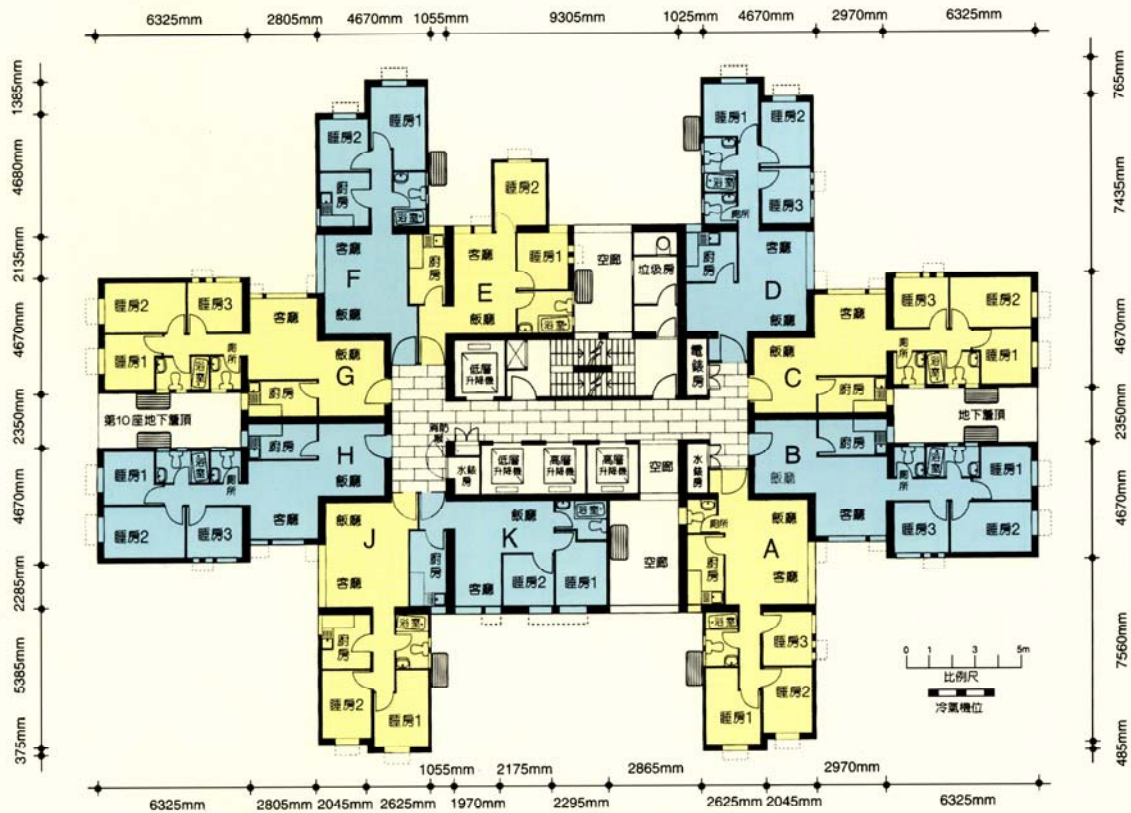 6325mm 2805mm 4670mm 1055mm 9305mm 1025mm 4670mm 2970mm 6325mm
1385mm
4680mm
2135mm
4670mm
2350mm
4670mm
2285mm
5385mm
375mm
765mm
7435mm
4670mm
2350mm
4670mm
7560mm
485mm
睡房1
睡房2
廚房
浴室
客廳
F
飯廳
睡房2
睡房1
廚房
客廳
E
飯廳
浴室
空廊
垃圾房
睡房1
睡房2
浴室
睡房3
廁所
廚房
客廳
D
飯廳
睡房2
睡房3
客廳
睡房1
浴室
廁所
飯廳
G
廚房
低層
升降機
電錶房
客廳
睡房3
睡房2
飯廳
C
廁所
浴室
睡房1
廚房
第10座地下簷頂
地下簷頂
消防喉
廚房
H
飯廳
睡房1
浴室
廁所
睡房2
睡房3
客廳
水錶房
低層
升降機
高層
升降機
高層
升降機
空廊
水錶房
B
廚房
飯廳
廁所
浴室
睡房1
客廳
睡房3
睡房2
飯廳
J
客廳
廚房
廚房
浴室
睡房2
睡房1
飯廳
浴室
K
客廳
睡房2
睡房1
空廊
廁所
飯廳
A
廚房
客廳
浴室
睡房3
睡房2
睡房1
0 1 3 5m
比例尺
冷氣機位
1055mm 2175mm 2865mm 2970mm
6325mm 2805mm 2045mm 2625mm 1970mm 2295mm 2625mm 2045mm 6325mm